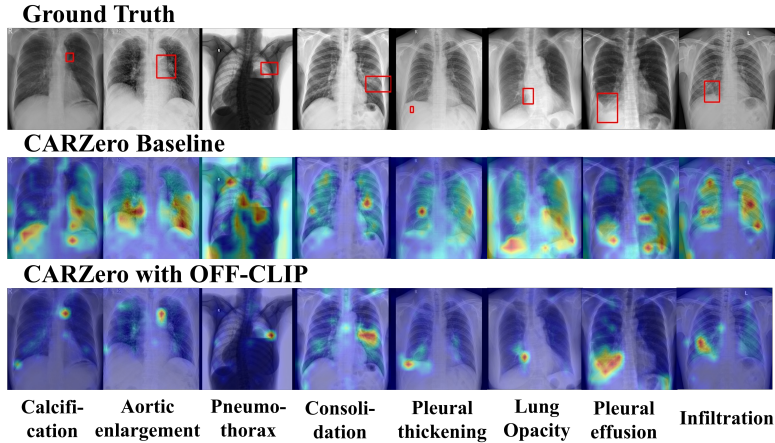 Ground Truth
CARZero Baseline
CARZero with OFF-CLIP
Calcifi-
cation
Aortic
enlargement
Pneumo-
thorax
Consoli-
dation
Pleural
thickening
Lung
Opacity
Pleural
effusion
Infiltration